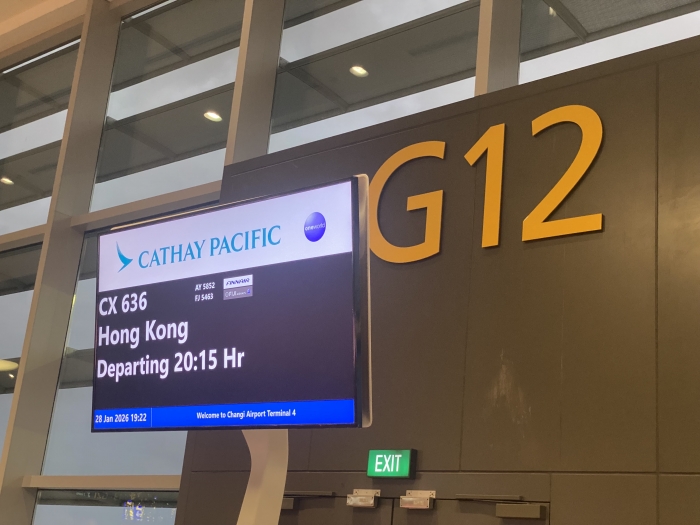 G12
CATHAY PACIFIC
oneworld
CX 636
AY 5852
FINNAIR
FJ 5463
Hong Kong
Departing 20:15 Hr
28 Jan 2026 19:22
Welcome to Changi Airport Terminal 4
EXIT